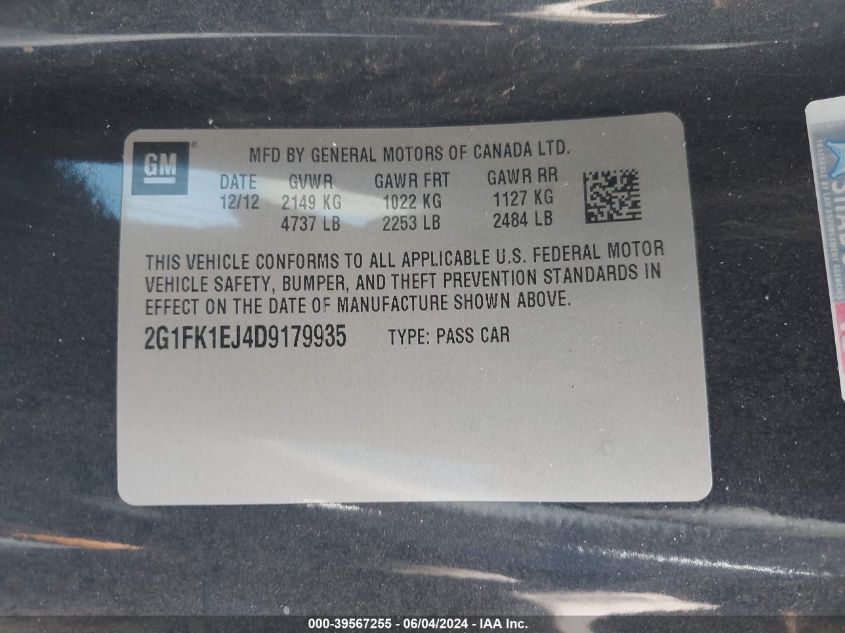 GM
MFD BY GENERAL MOTORS OF CANADA LTD.
DATE GVWR GAWR FRT GAWR RR
12/12 2149 KG 1022 KG 1127 KG
4737 LB 2253 LB 2484 LB
THIS VEHICLE CONFORMS TO ALL APPLICABLE U.S. FEDERAL MOTOR
VEHICLE SAFETY, BUMPER, AND THEFT PREVENTION STANDARDS IN
EFFECT ON THE DATE OF MANUFACTURE SHOWN ABOVE.
2G1FK1EJ4D9179935 TYPE: PASS CAR
000-39567255 - 06/04/2024 - IAA Inc.